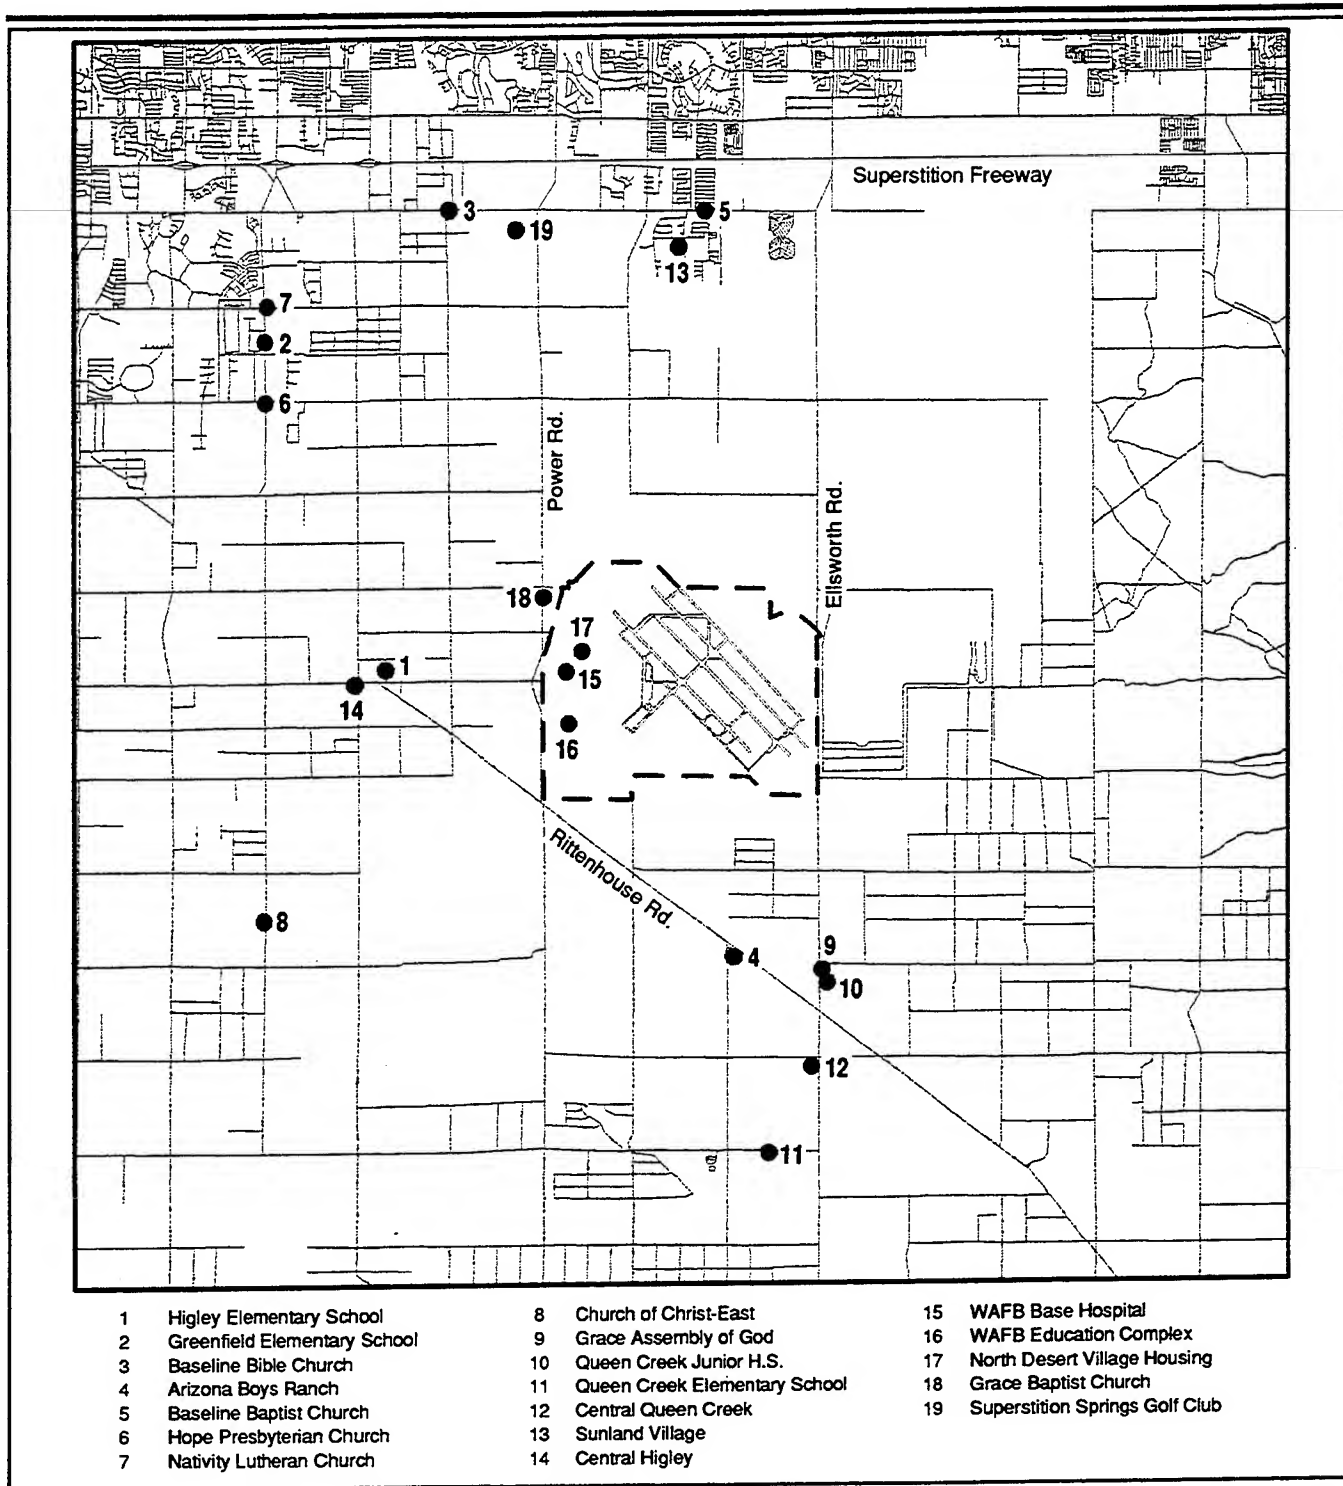 Superstition Freeway
3
5
19
13
7
2
6
Power Rd.
Ellsworth Rd.
18
17
1
15
14
16
Rittenhouse Rd.
8
4
9
10
12
11
1 Higley Elementary School
2 Greenfield Elementary School
3 Baseline Bible Church
4 Arizona Boys Ranch
5 Baseline Baptist Church
6 Hope Presbyterian Church
7 Nativity Lutheran Church
8 Church of Christ-East
9 Grace Assembly of God
10 Queen Creek Junior H.S.
11 Queen Creek Elementary School
12 Central Queen Creek
13 Sunland Village
14 Central Higley
15 WAFB Base Hospital
16 WAFB Education Complex
17 North Desert Village Housing
18 Grace Baptist Church
19 Superstition Springs Golf Club